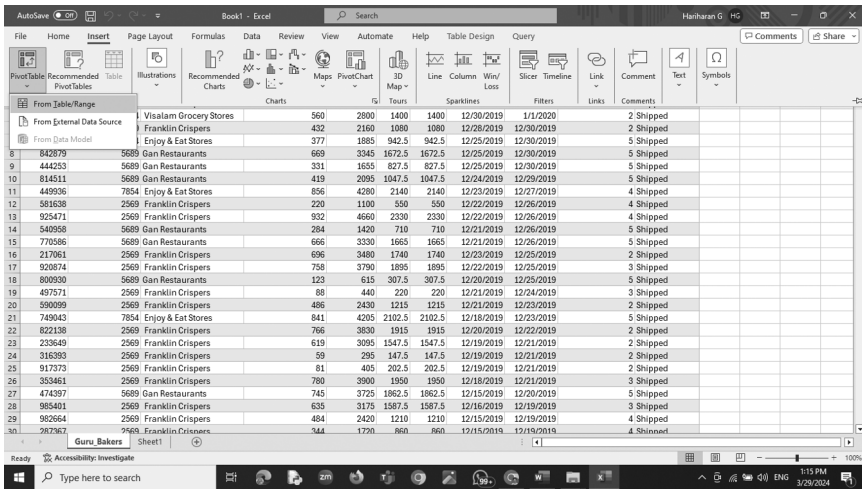 AutoSave Off Book1 - Excel Search Hariharan G HG
File Home Insert Page Layout Formulas Data Review View Automate Help Table Design Query Comments Share
PivotTable Recommended PivotTables Table Illustrations Recommended Charts Maps PivotChart 3D Map Line Column Win/Loss Slicer Timeline Link Comment Text Symbols
Charts Tours Sparklines Filters Links Comments
From Table/Range
From External Data Source
From Data Model
Visalam Grocery Stores 560 2800 1400 1400 12/30/2019 1/1/2020 2 Shipped
Franklin Crispers 432 2160 1080 1080 12/28/2019 12/30/2019 2 Shipped
Enjoy & Eat Stores 377 1885 942.5 942.5 12/25/2019 12/30/2019 5 Shipped
8 842879 5689 Gan Restaurants 669 3345 1672.5 1672.5 12/25/2019 12/30/2019 5 Shipped
9 444253 5689 Gan Restaurants 331 1655 827.5 827.5 12/25/2019 12/30/2019 5 Shipped
10 814511 5689 Gan Restaurants 419 2095 1047.5 1047.5 12/24/2019 12/29/2019 5 Shipped
11 449936 7854 Enjoy & Eat Stores 856 4280 2140 2140 12/23/2019 12/27/2019 4 Shipped
12 581638 2569 Franklin Crispers 220 1100 550 550 12/22/2019 12/26/2019 4 Shipped
13 925471 2569 Franklin Crispers 932 4660 2330 2330 12/22/2019 12/26/2019 4 Shipped
14 540958 5689 Gan Restaurants 284 1420 710 710 12/21/2019 12/26/2019 5 Shipped
15 770586 5689 Gan Restaurants 666 3330 1665 1665 12/21/2019 12/26/2019 5 Shipped
16 217061 2569 Franklin Crispers 696 3480 1740 1740 12/23/2019 12/25/2019 2 Shipped
17 920874 2569 Franklin Crispers 758 3790 1895 1895 12/22/2019 12/25/2019 3 Shipped
18 800930 5689 Gan Restaurants 123 615 307.5 307.5 12/20/2019 12/25/2019 5 Shipped
19 497571 2569 Franklin Crispers 88 440 220 220 12/21/2019 12/24/2019 3 Shipped
20 590099 2569 Franklin Crispers 486 2430 1215 1215 12/21/2019 12/23/2019 2 Shipped
21 749043 7854 Enjoy & Eat Stores 841 4205 2102.5 2102.5 12/18/2019 12/23/2019 5 Shipped
22 822138 2569 Franklin Crispers 766 3830 1915 1915 12/20/2019 12/22/2019 2 Shipped
23 233649 2569 Franklin Crispers 619 3095 1547.5 1547.5 12/19/2019 12/21/2019 2 Shipped
24 316393 2569 Franklin Crispers 59 295 147.5 147.5 12/19/2019 12/21/2019 2 Shipped
25 917373 2569 Franklin Crispers 81 405 202.5 202.5 12/19/2019 12/21/2019 2 Shipped
26 353461 2569 Franklin Crispers 780 3900 1950 1950 12/18/2019 12/21/2019 3 Shipped
27 474397 5689 Gan Restaurants 745 3725 1862.5 1862.5 12/15/2019 12/20/2019 5 Shipped
28 985401 2569 Franklin Crispers 635 3175 1587.5 1587.5 12/16/2019 12/19/2019 3 Shipped
29 982664 2569 Franklin Crispers 484 2420 1210 1210 12/15/2019 12/19/2019 4 Shipped
30 287367 2569 Franklin Crispers 344 1720 860 860 12/15/2019 12/19/2019 4 Shipped
Guru_Bakers Sheet1
Ready Accessibility: Investigate 100%
Type here to search zm 99+ ENG 1:15 PM
3/29/2024